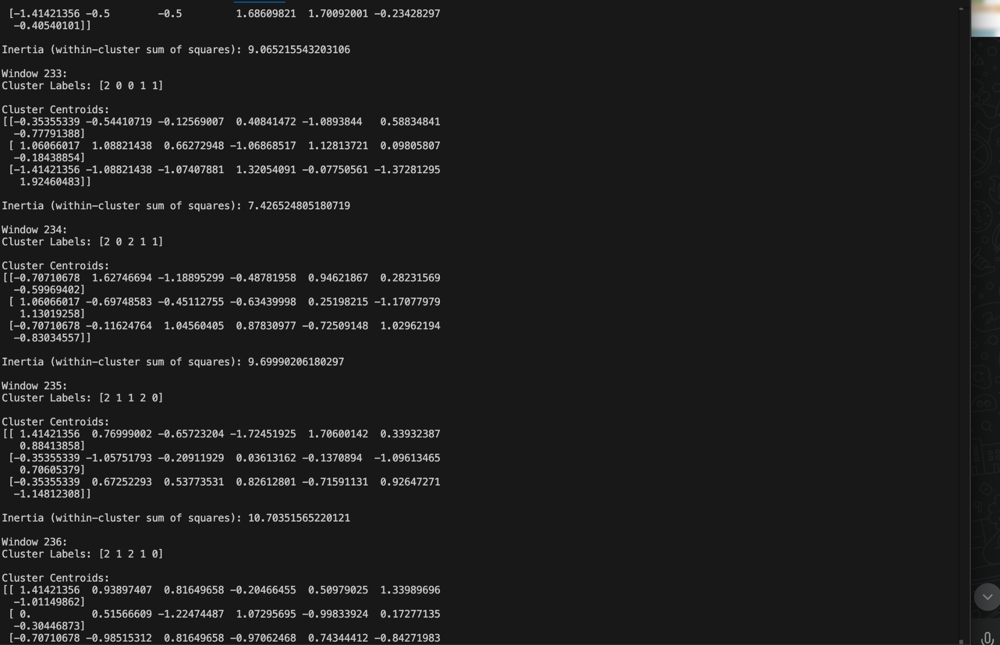 [-1.41421356 -0.5        -0.5         1.68609821  1.70092001 -0.23428297
  -0.40540101]]

Inertia (within-cluster sum of squares): 9.065215543203106

Window 233:
Cluster Labels: [2 0 0 1 1]

Cluster Centroids:
[[-0.35355339 -0.54410719 -0.12569007  0.40841472 -1.0893844   0.58834841
  -0.77791388]
 [ 1.06066017  1.08821438  0.66272948 -1.06868517  1.12813721  0.09805807
  -0.18438854]
 [-1.41421356 -1.08821438 -1.07407881  1.32054091 -0.07750561 -1.37281295
   1.92460483]]

Inertia (within-cluster sum of squares): 7.426524805180719

Window 234:
Cluster Labels: [2 0 2 1 1]

Cluster Centroids:
[[-0.70710678  1.62746694 -1.18895299 -0.48781958  0.94621867  0.28231569
  -0.59969402]
 [ 1.06066017 -0.69748583 -0.45112755 -0.63439998  0.25198215 -1.17077979
   1.13019258]
 [-0.70710678 -0.11624764  1.04560405  0.87830977 -0.72509148  1.02962194
  -0.83034557]]

Inertia (within-cluster sum of squares): 9.69990206180297

Window 235:
Cluster Labels: [2 1 1 2 0]

Cluster Centroids:
[[ 1.41421356  0.76999002 -0.65723204 -1.72451925  1.70600142  0.33932387
   0.88413858]
 [-0.35355339 -1.05751793 -0.20911929  0.03613162 -0.1370894  -1.09613465
   0.70605379]
 [-0.35355339  0.67252293  0.53773531  0.82612801 -0.71591131  0.92647271
  -1.14812308]]

Inertia (within-cluster sum of squares): 10.70351565220121

Window 236:
Cluster Labels: [2 1 2 1 0]

Cluster Centroids:
[[ 1.41421356  0.93897407  0.81649658 -0.20466455  0.50979025  1.33989696
  -1.01149862]
 [ 0.          0.51566609 -1.22474487  1.07295695 -0.99833924  0.17277135
  -0.30446873]
 [-0.70710678 -0.98515312  0.81649658 -0.97062468  0.74344412 -0.84271983